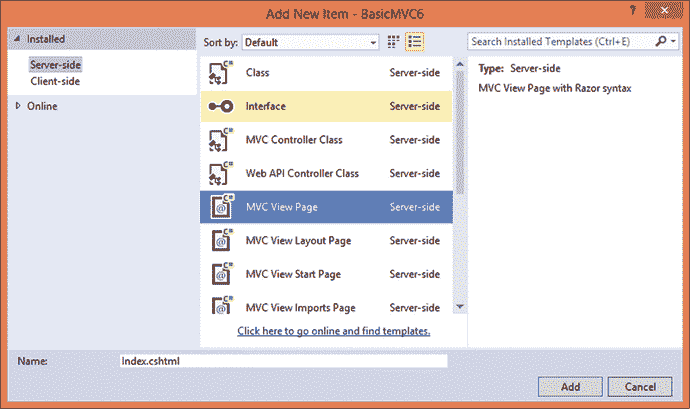 Add New Item - BasicMVC6
?
Installed
Server-side
Client-side
Online
Sort by: Default
Search Installed Templates (Ctrl+E)
Class Server-side
Interface Server-side
MVC Controller Class Server-side
Web API Controller Class Server-side
MVC View Page Server-side
MVC View Layout Page Server-side
MVC View Start Page Server-side
MVC View Imports Page Server-side
Click here to go online and find templates.
Type: Server-side
MVC View Page with Razor syntax
Name: Index.cshtml
Add Cancel